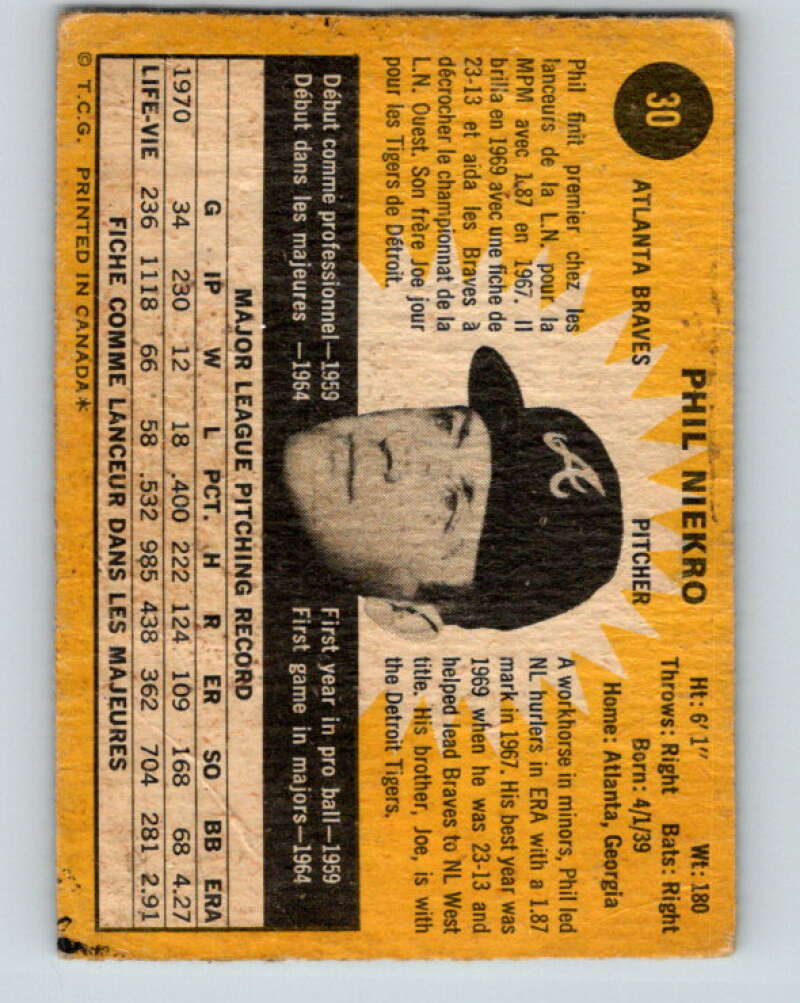 30
PHIL NIEKRO
Ht: 6'1" Wt: 180
ATLANTA BRAVES PITCHER
Throws: Right Bats: Right
Born: 4/1/39
Home: Atlanta, Georgia
Phil finit premier chez les
lanceurs de la L.N. pour la
MPM avec 1.87 en 1967. Il
brilla en 1969 avec une fiche de
23-13 et aida les Braves à
décrocher le championnat de la
L.N. Ouest. Son frère Joe jour
pour les Tigers de Détroit.
A workhorse in minors, Phil led
NL hurlers in ERA with a 1.87
mark in 1967. His best year was
1969 when he was 23-13 and
helped lead Braves to NL West
title. His brother, Joe, is with
the Detroit Tigers.
Début comme professionnel—1959
Début dans les majeures —1964
First year in pro ball—1959
First game in majors—1964
MAJOR LEAGUE PITCHING RECORD
G IP W L PCT. H R ER SO BB ERA
1970 34 230 12 18 .400 222 124 109 168 68 4.27
LIFE-VIE 236 1118 66 58 .532 985 438 362 704 281 2.91
FICHE COMME LANCEUR DANS LES MAJEURES
© T.C.G. PRINTED IN CANADA*